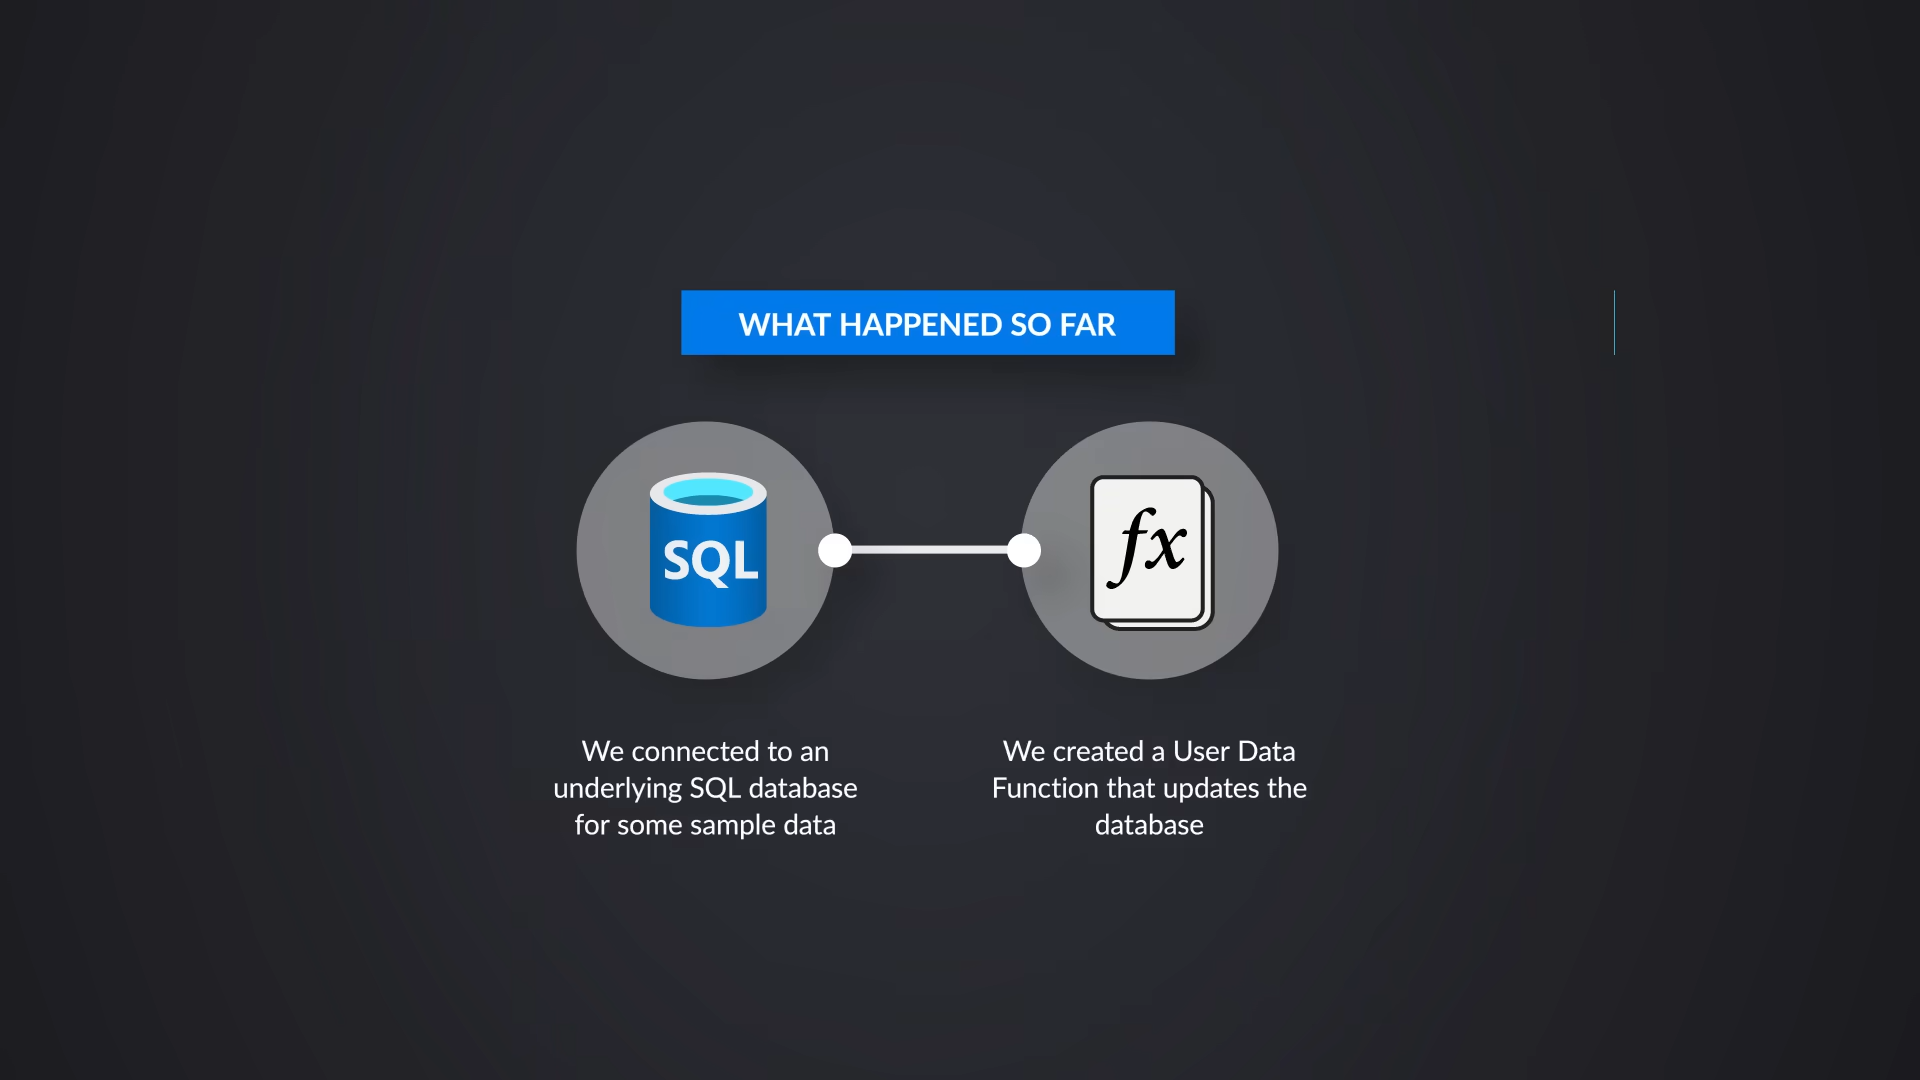 WHAT HAPPENED SO FAR
SQL
fx
We connected to an
underlying SQL database
for some sample data
We created a User Data
Function that updates the
database